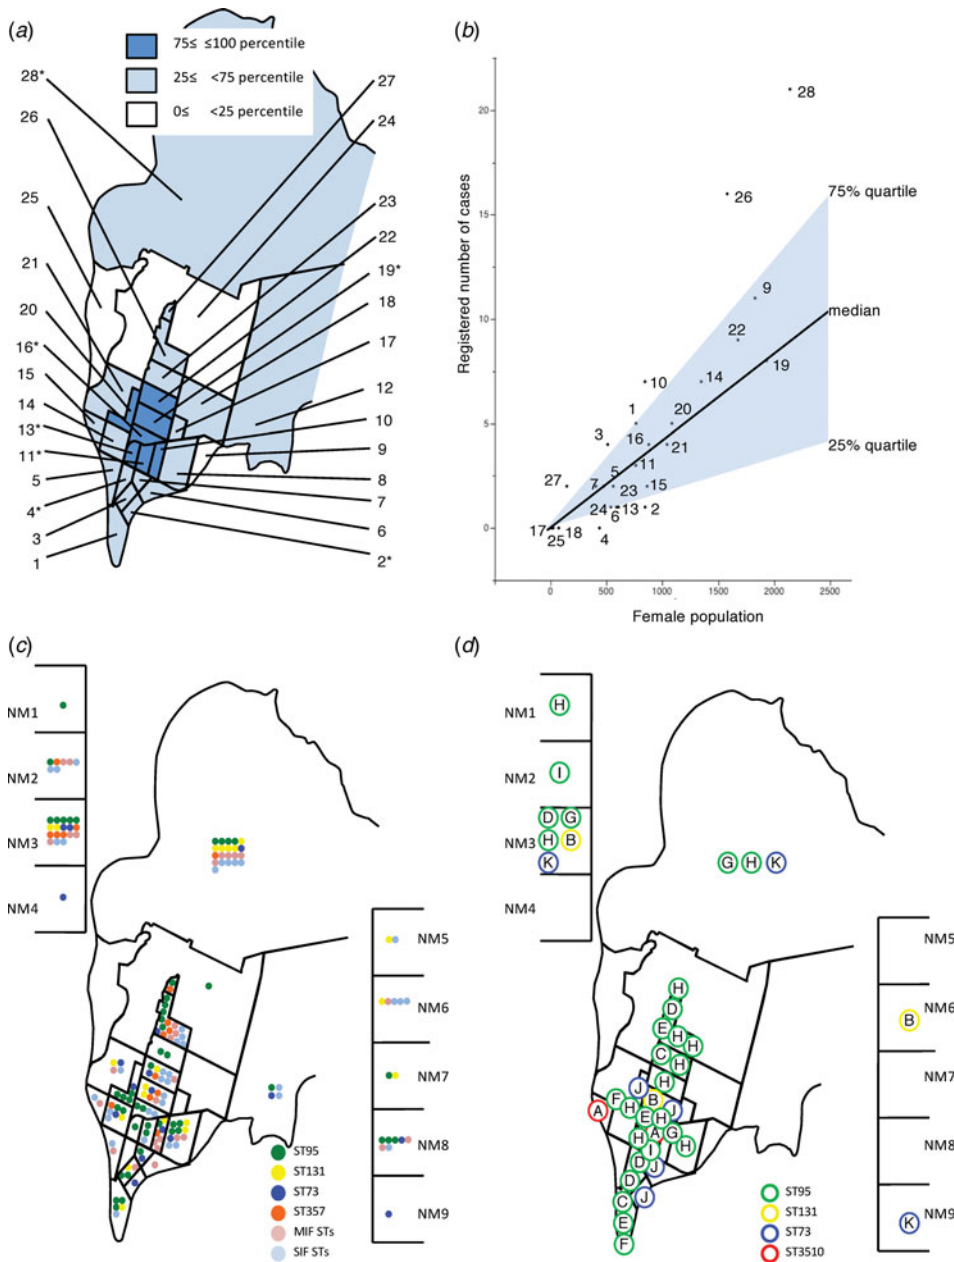 (a)
75≤ ≤100 percentile
25≤ <75 percentile
0≤ <25 percentile
28*
26
25
21
20
16*
15
14
13*
11*
5
4*
3
1
27
24
23
22
19*
18
17
12
10
9
8
7
6
2*
(b)
Registered number of cases
20
15
10
5
0
28
26
75% quartile
9
median
22
19
14
10
1
20
3
16
21
25% quartile
11
27
7
5
15
23
24
6
13
2
17
25
18
4
0
500
1000
1500
2000
2500
Female population
(c)
NM1
NM2
NM3
NM4
NM5
NM6
NM7
NM8
NM9
ST95
ST131
ST73
ST357
MIF STs
SIF STs
(d)
NM1
H
NM2
I
D G
NM3
H B
K
NM4
G H K
NM5
NM6
B
NM7
NM8
NM9
K
H
D
E H H
C H
H
J
B
A F H J
E H
A G
H I H
D J
D
C J
E
F
ST95
ST131
ST73
ST3510